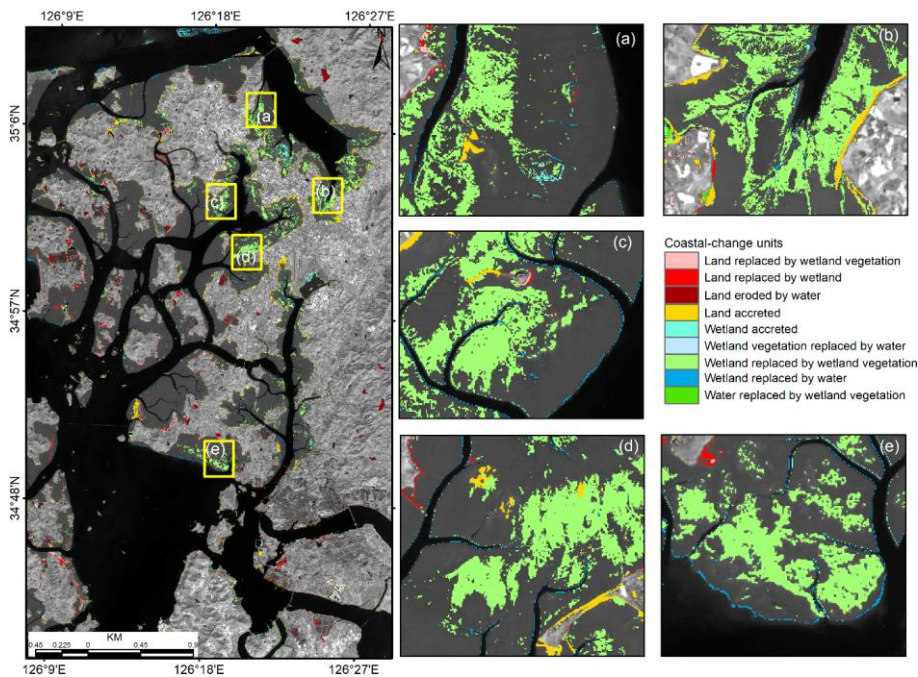 126°9'E 126°18'E 126°27'E
35°6'N
34°57'N
34°48'N
(a)
(b)
(c)
(d)
(e)
KM
0.45 0.225 0 0.45 0.9
126°9'E 126°18'E 126°27'E
(a)
(b)
(c)
Coastal-change units
Land replaced by wetland vegetation
Land replaced by wetland
Land eroded by water
Land accreted
Wetland accreted
Wetland vegetation replaced by water
Wetland replaced by wetland vegetation
Wetland replaced by water
Water replaced by wetland vegetation
(d)
(e)